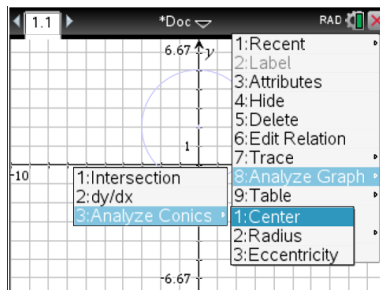 1.1
*Doc
RAD
6.67
y
1
-10
-6.67
1:Recent
2:Label
3:Attributes
4:Hide
5:Delete
6:Edit Relation
7:Trace
8:Analyze Graph
9:Table
1:Intersection
2:dy/dx
3:Analyze Conics
1:Center
2:Radius
3:Eccentricity